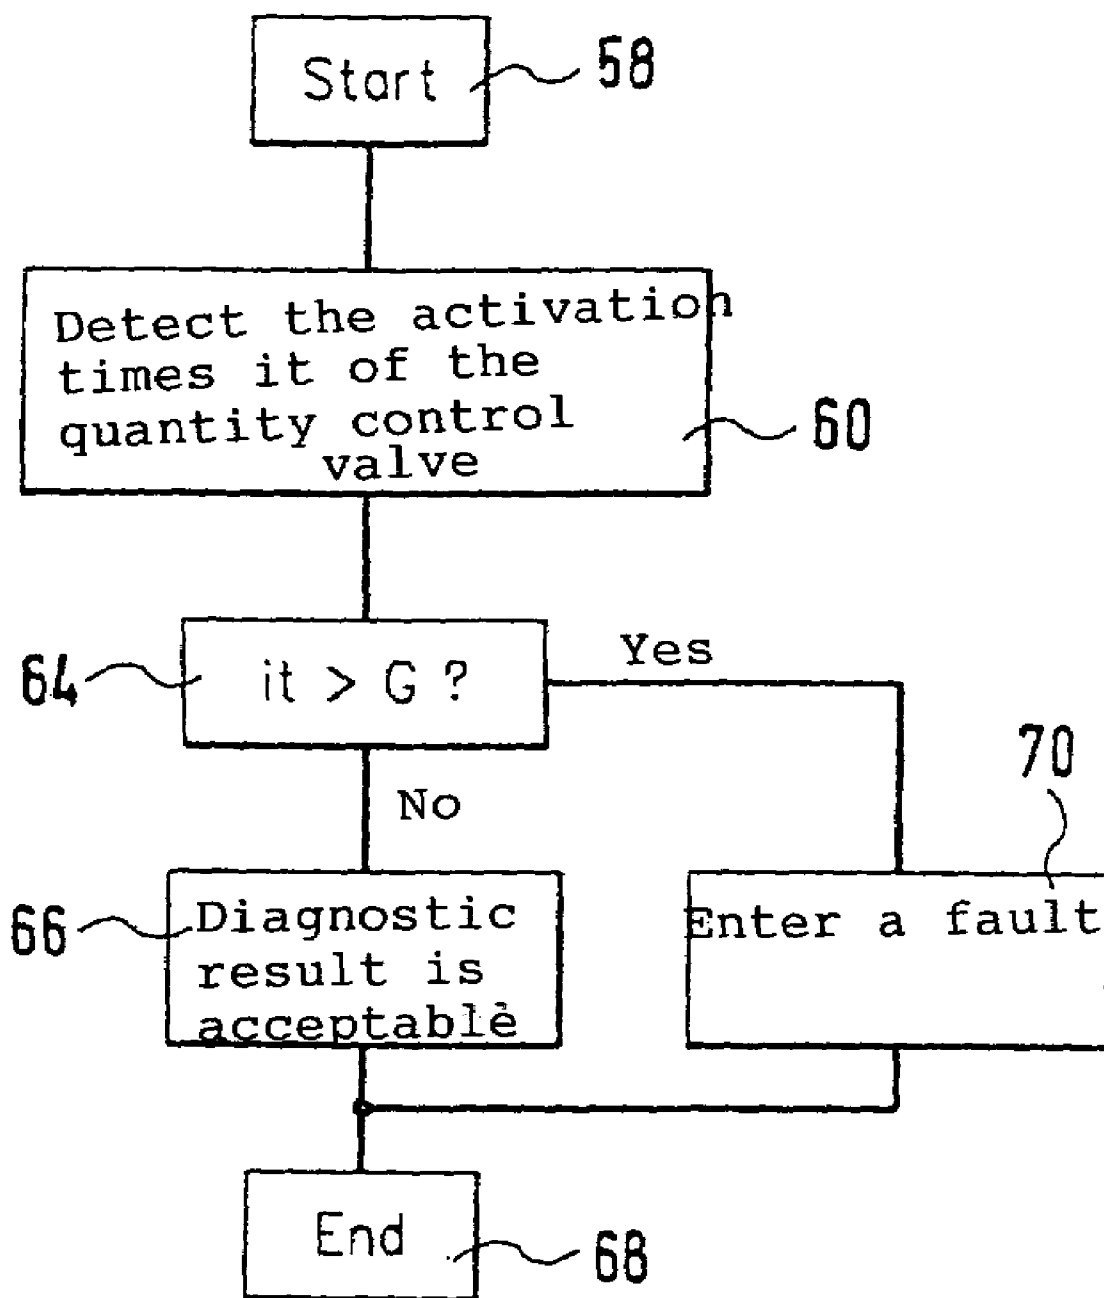 Start
58
Detect the activation
times it of the
quantity control
valve
60
64
it > G ?
Yes
No
70
66
Diagnostic
result is
acceptable
Enter a fault
End
68